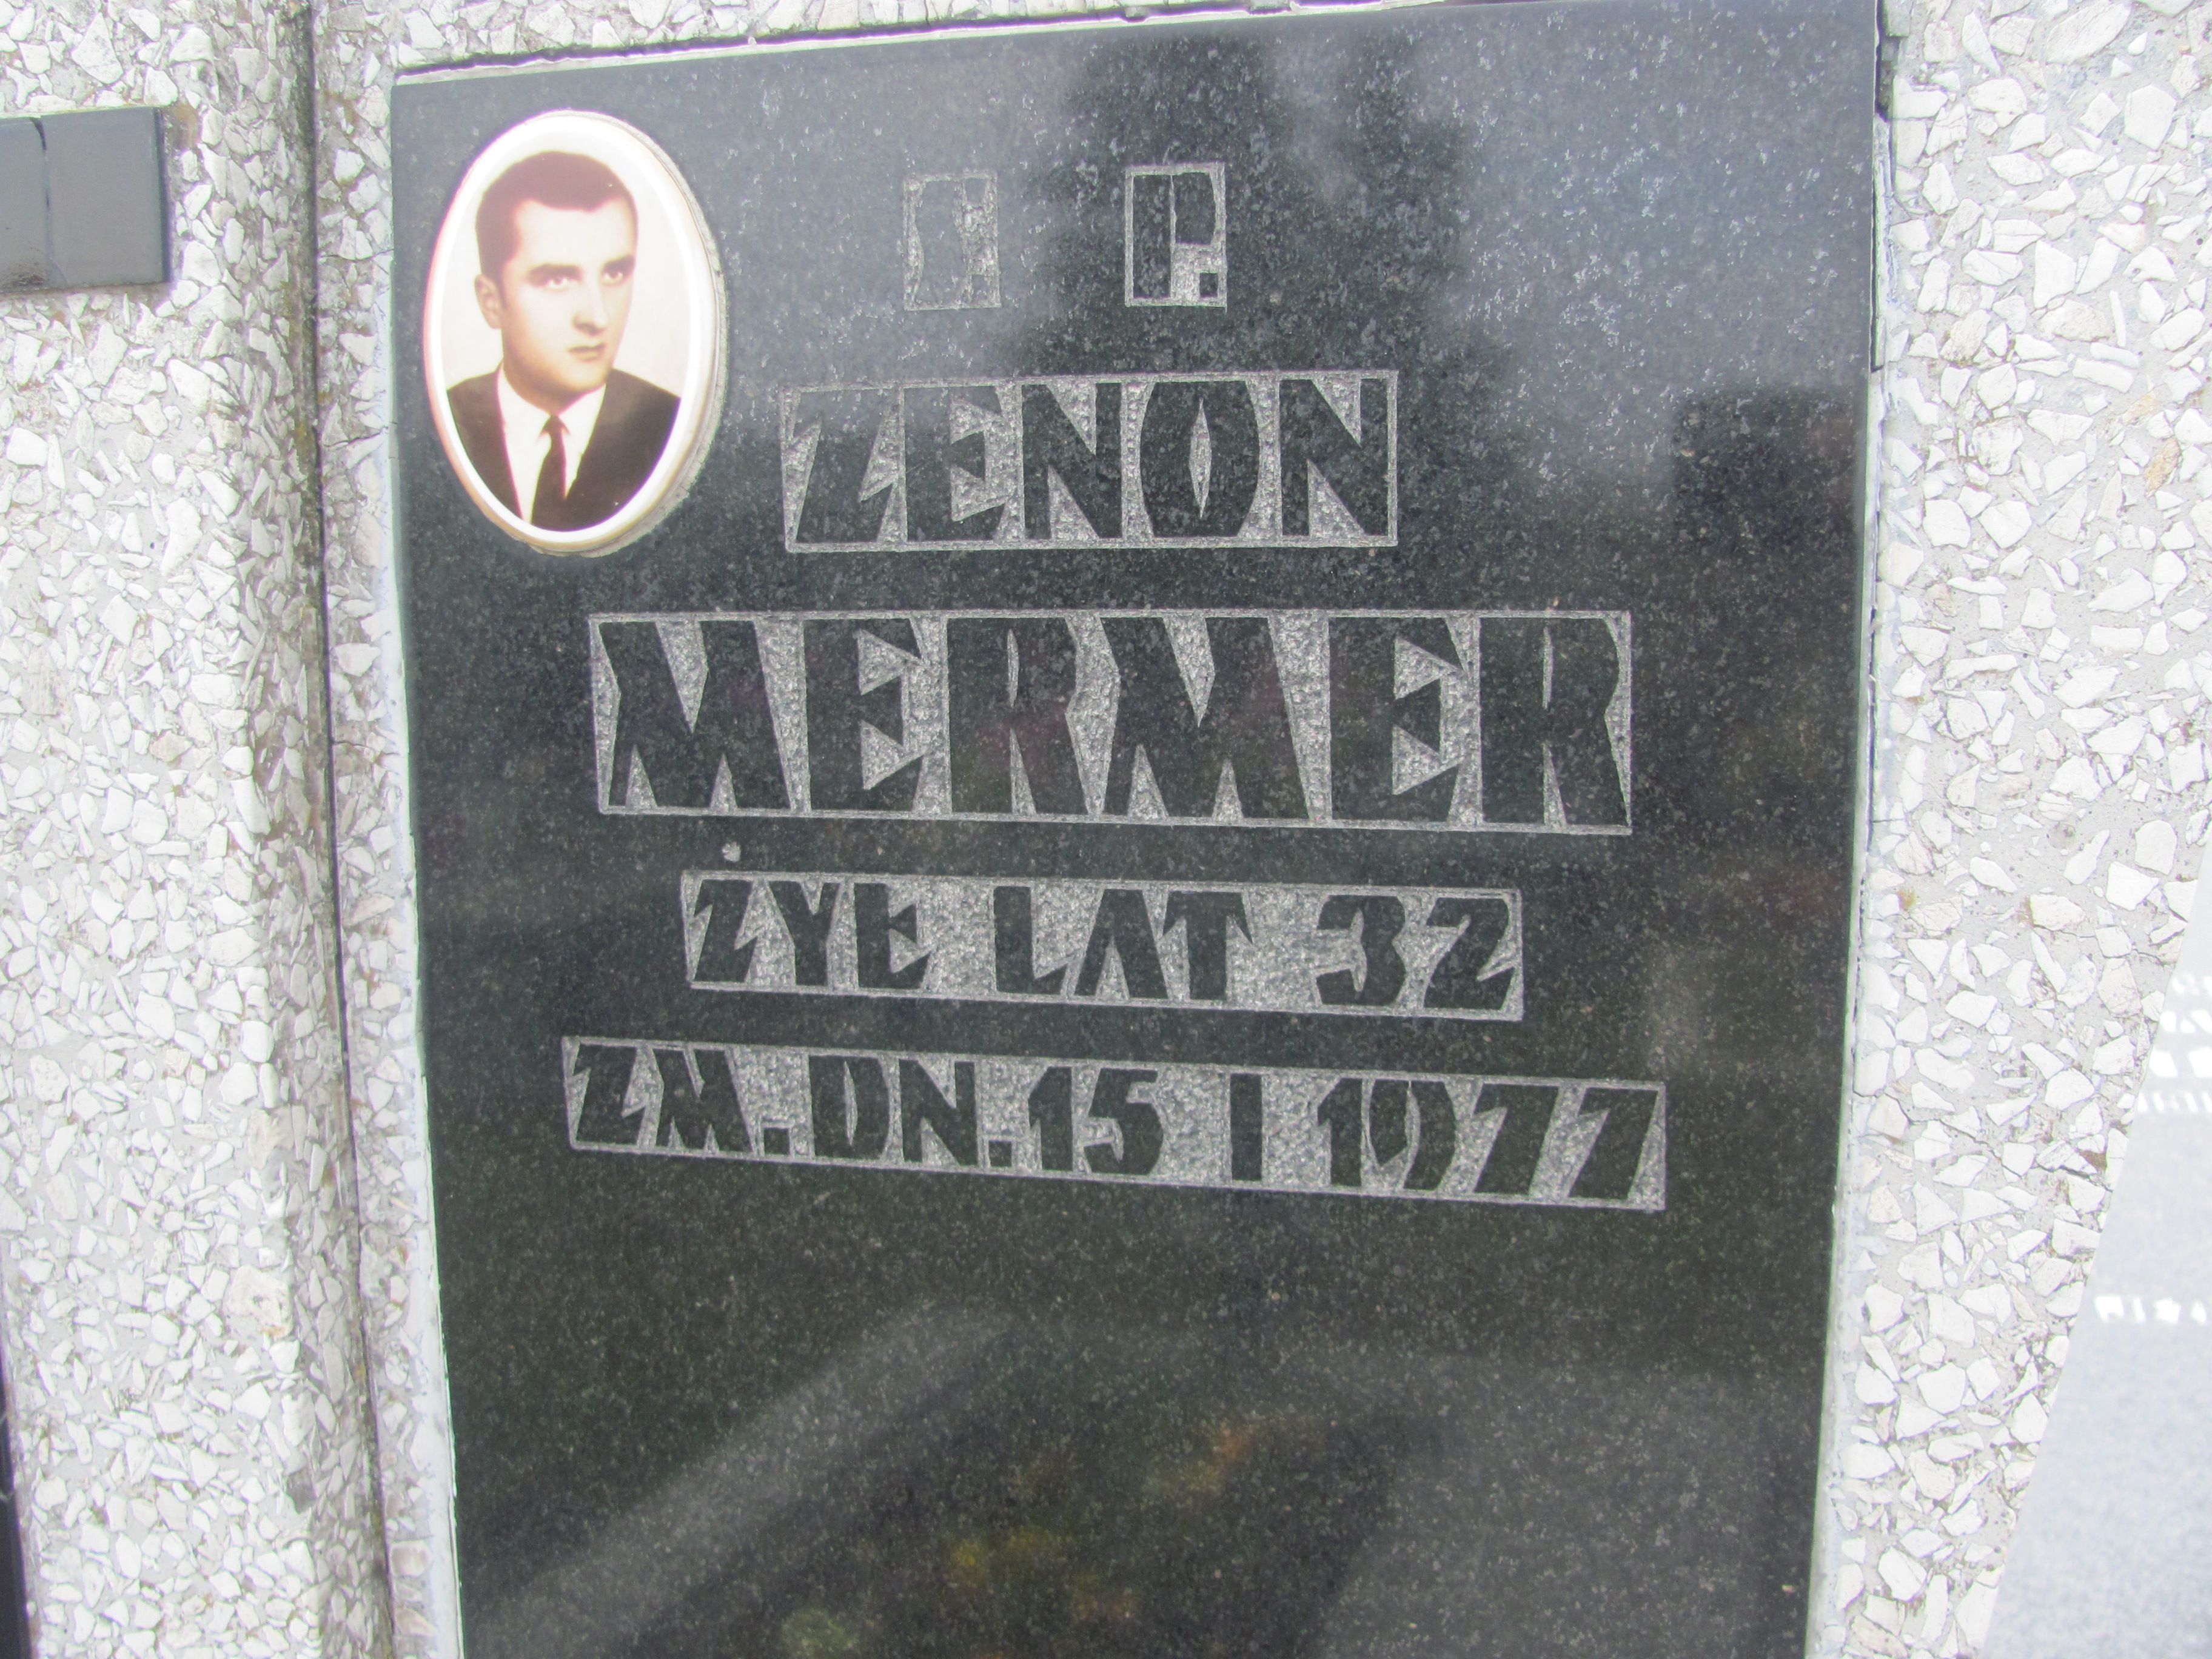 Ś. P.
ZENON
MERMER
ŻYŁ LAT 32
ZM. DN. 15 I 1977